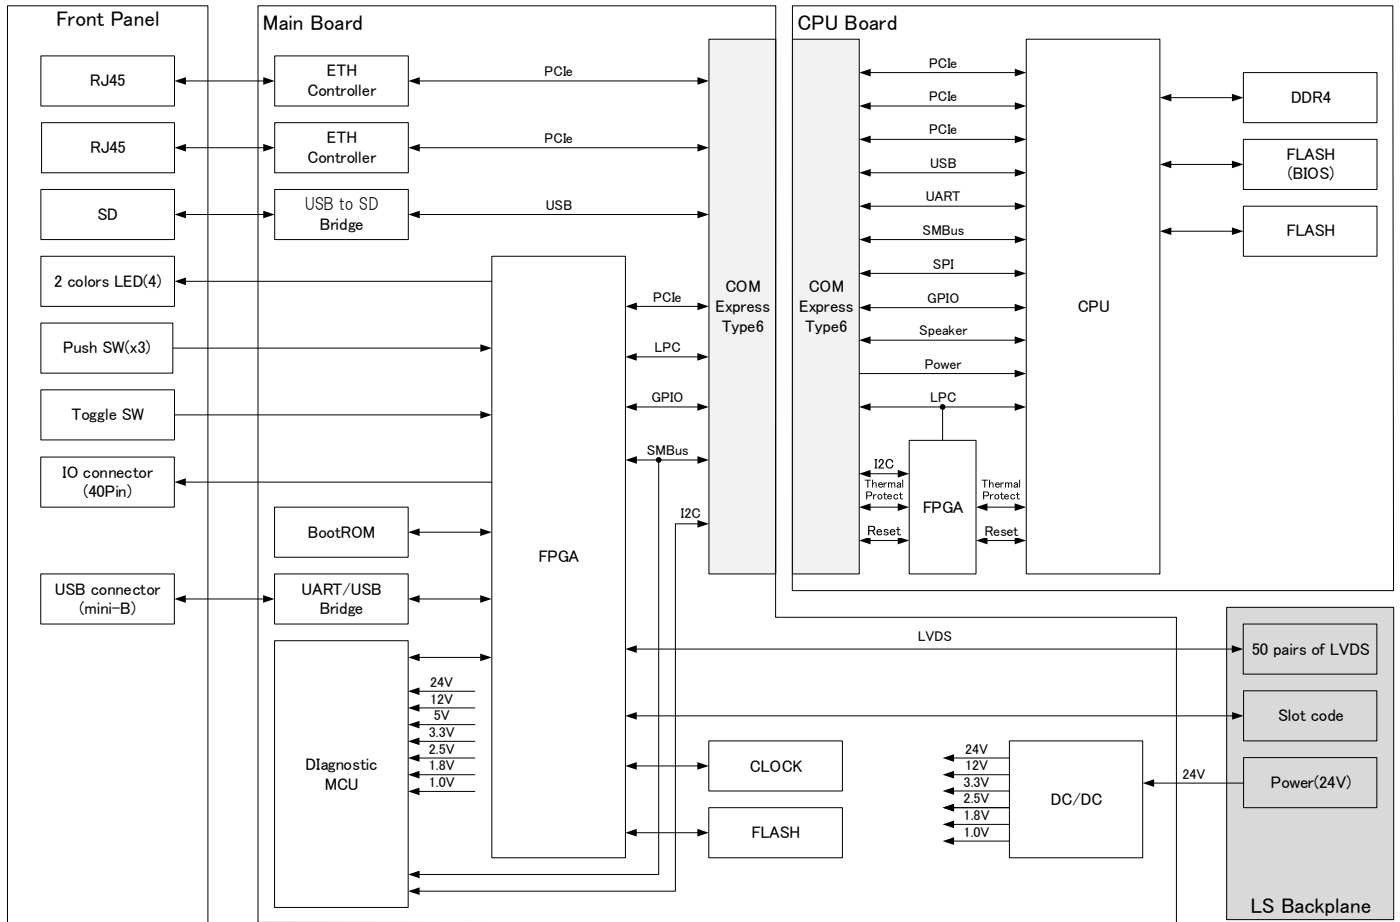 Front Panel
RJ45
RJ45
SD
2 colors LED(4)
Push SW(x3)
Toggle SW
IO connector
(40Pin)
USB connector
(mini-B)
Main Board
ETH
Controller
PCIe
ETH
Controller
PCIe
USB to SD
Bridge
USB
BootROM
UART/USB
Bridge
DIagnostic
MCU
24V
12V
5V
3.3V
2.5V
1.8V
1.0V
FPGA
PCIe
LPC
GPIO
SMBus
I2C
COM
Express
Type6
LVDS
CLOCK
FLASH
24V
12V
3.3V
2.5V
1.8V
1.0V
DC/DC
24V
CPU Board
COM
Express
Type6
PCIe
PCIe
PCIe
USB
UART
SMBus
SPI
GPIO
Speaker
Power
LPC
I2C
Thermal
Protect
Reset
FPGA
Thermal
Protect
Reset
CPU
DDR4
FLASH
(BIOS)
FLASH
50 pairs of LVDS
Slot code
Power(24V)
LS Backplane